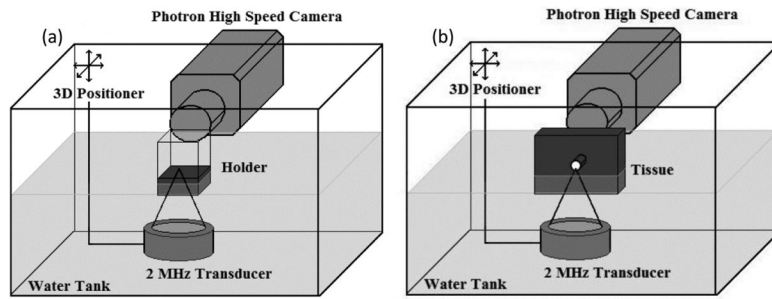 Photron High Speed Camera
(a)
3D Positioner
Holder
2 MHz Transducer
Water Tank
Photron High Speed Camera
(b)
3D Positioner
Tissue
2 MHz Transducer
Water Tank